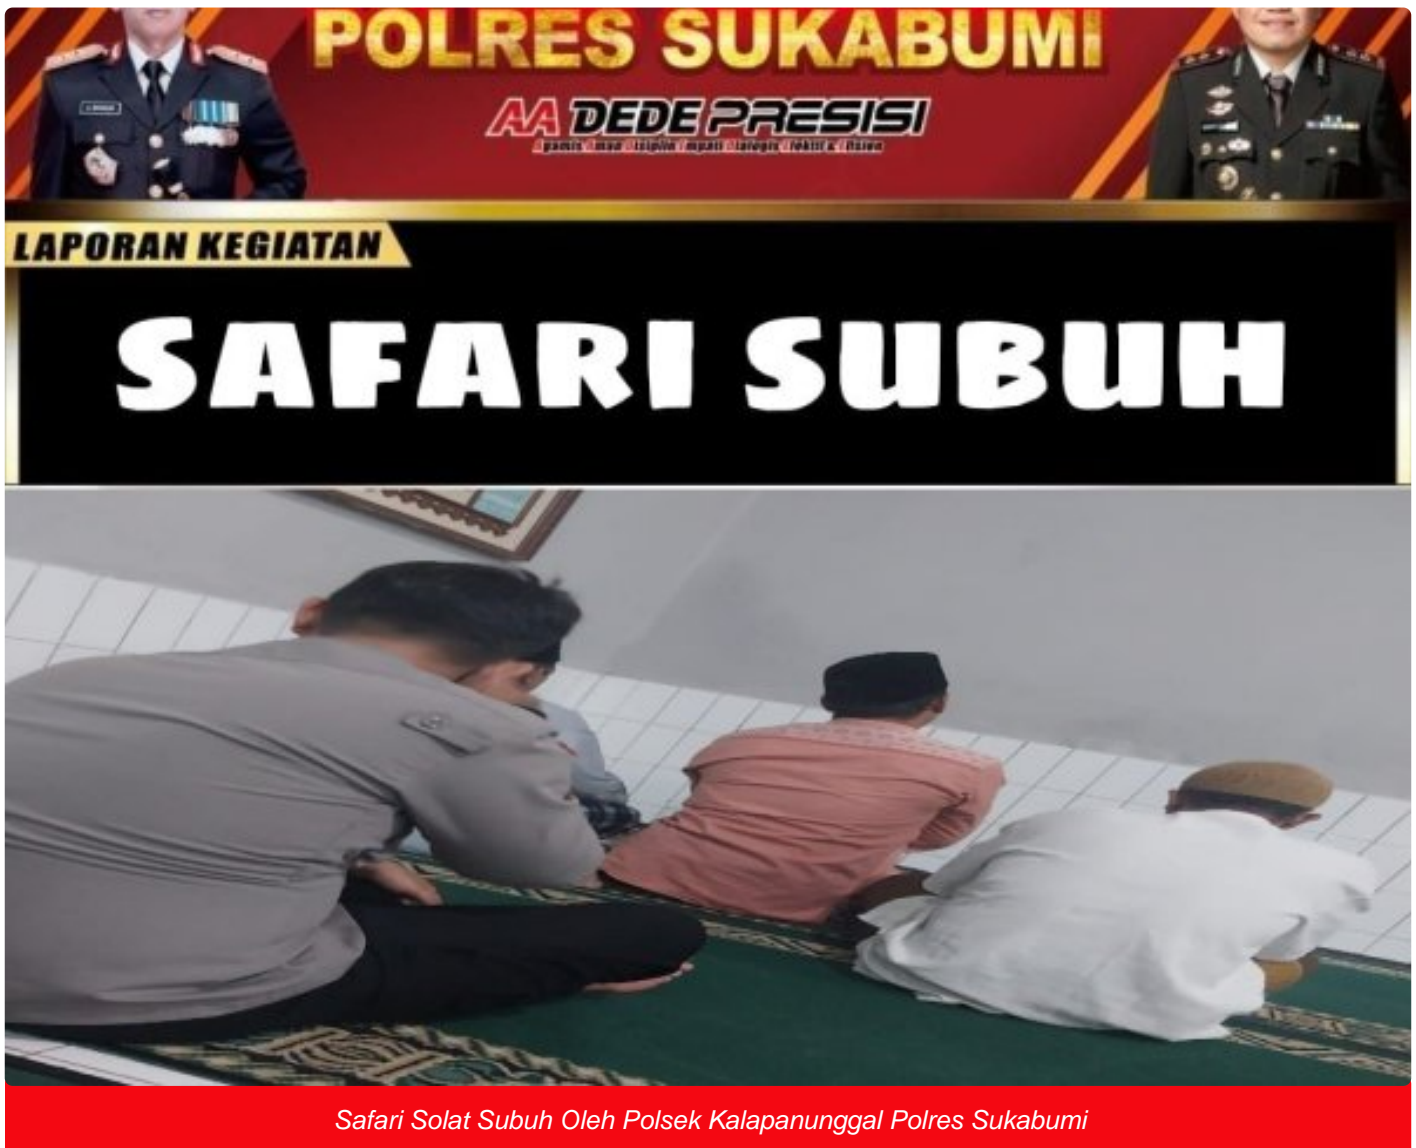 POLRES SUKABUMI
AA DEDE PRESISI
LAPORAN KEGIATAN
SAFARI SUBUH
Safari Solat Subuh Oleh Polsek Kalapanunggal Polres Sukabumi